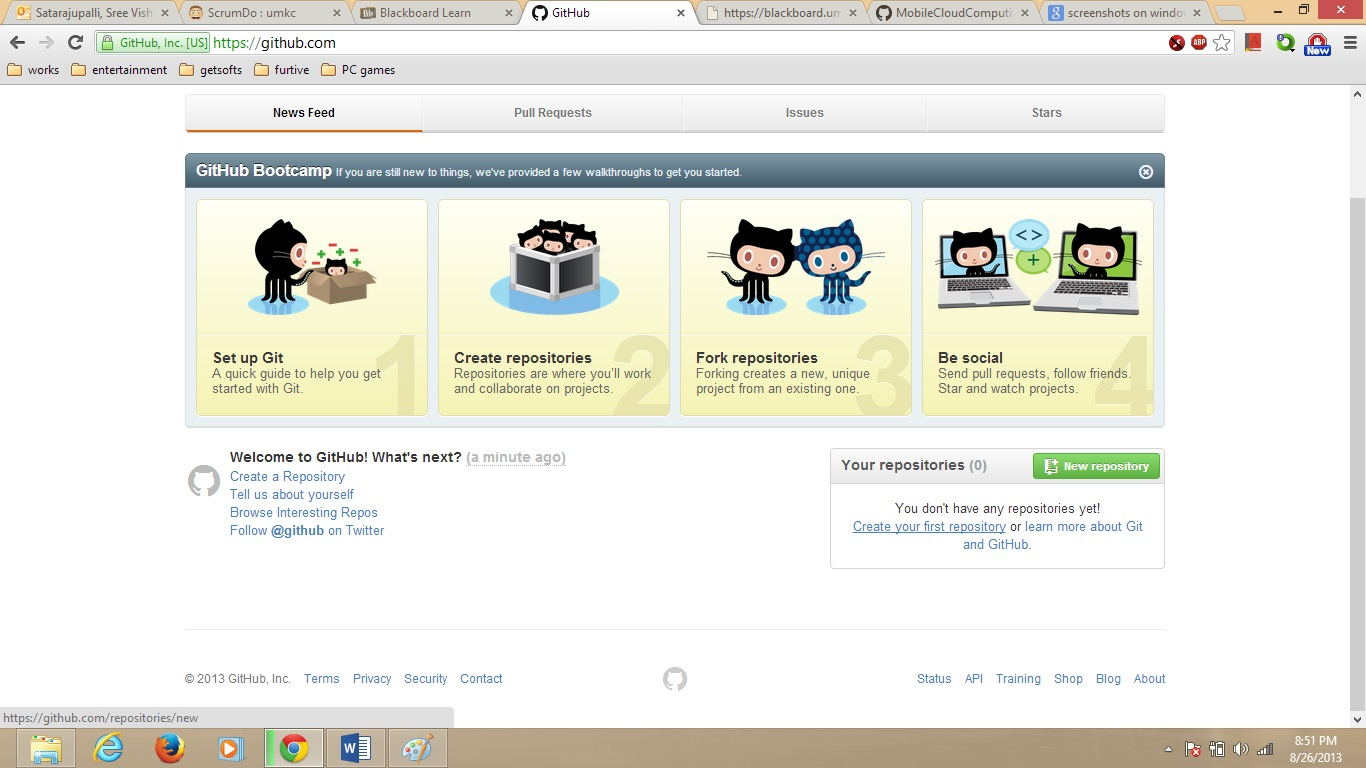 Satarajupalli, Sree Vish
ScrumDo : umkc
Blackboard Learn
GitHub
https://blackboard.um
MobileCloudComputi
screenshots on windo
GitHub, Inc. [US] https://github.com
ABP
New
works entertainment getsofts furtive PC games
News Feed Pull Requests Issues Stars
GitHub Bootcamp If you are still new to things, we've provided a few walkthroughs to get you started.
1
Set up Git
A quick guide to help you get
started with Git.
2
Create repositories
Repositories are where you'll work
and collaborate on projects.
3
Fork repositories
Forking creates a new, unique
project from an existing one.
<> +
4
Be social
Send pull requests, follow friends.
Star and watch projects.
Welcome to GitHub! What's next? (a minute ago)
Create a Repository
Tell us about yourself
Browse Interesting Repos
Follow @github on Twitter
Your repositories (0) New repository
You don't have any repositories yet!
Create your first repository or learn more about Git
and GitHub.
© 2013 GitHub, Inc. Terms Privacy Security Contact
Status API Training Shop Blog About
https://github.com/repositories/new
8:51 PM
8/26/2013